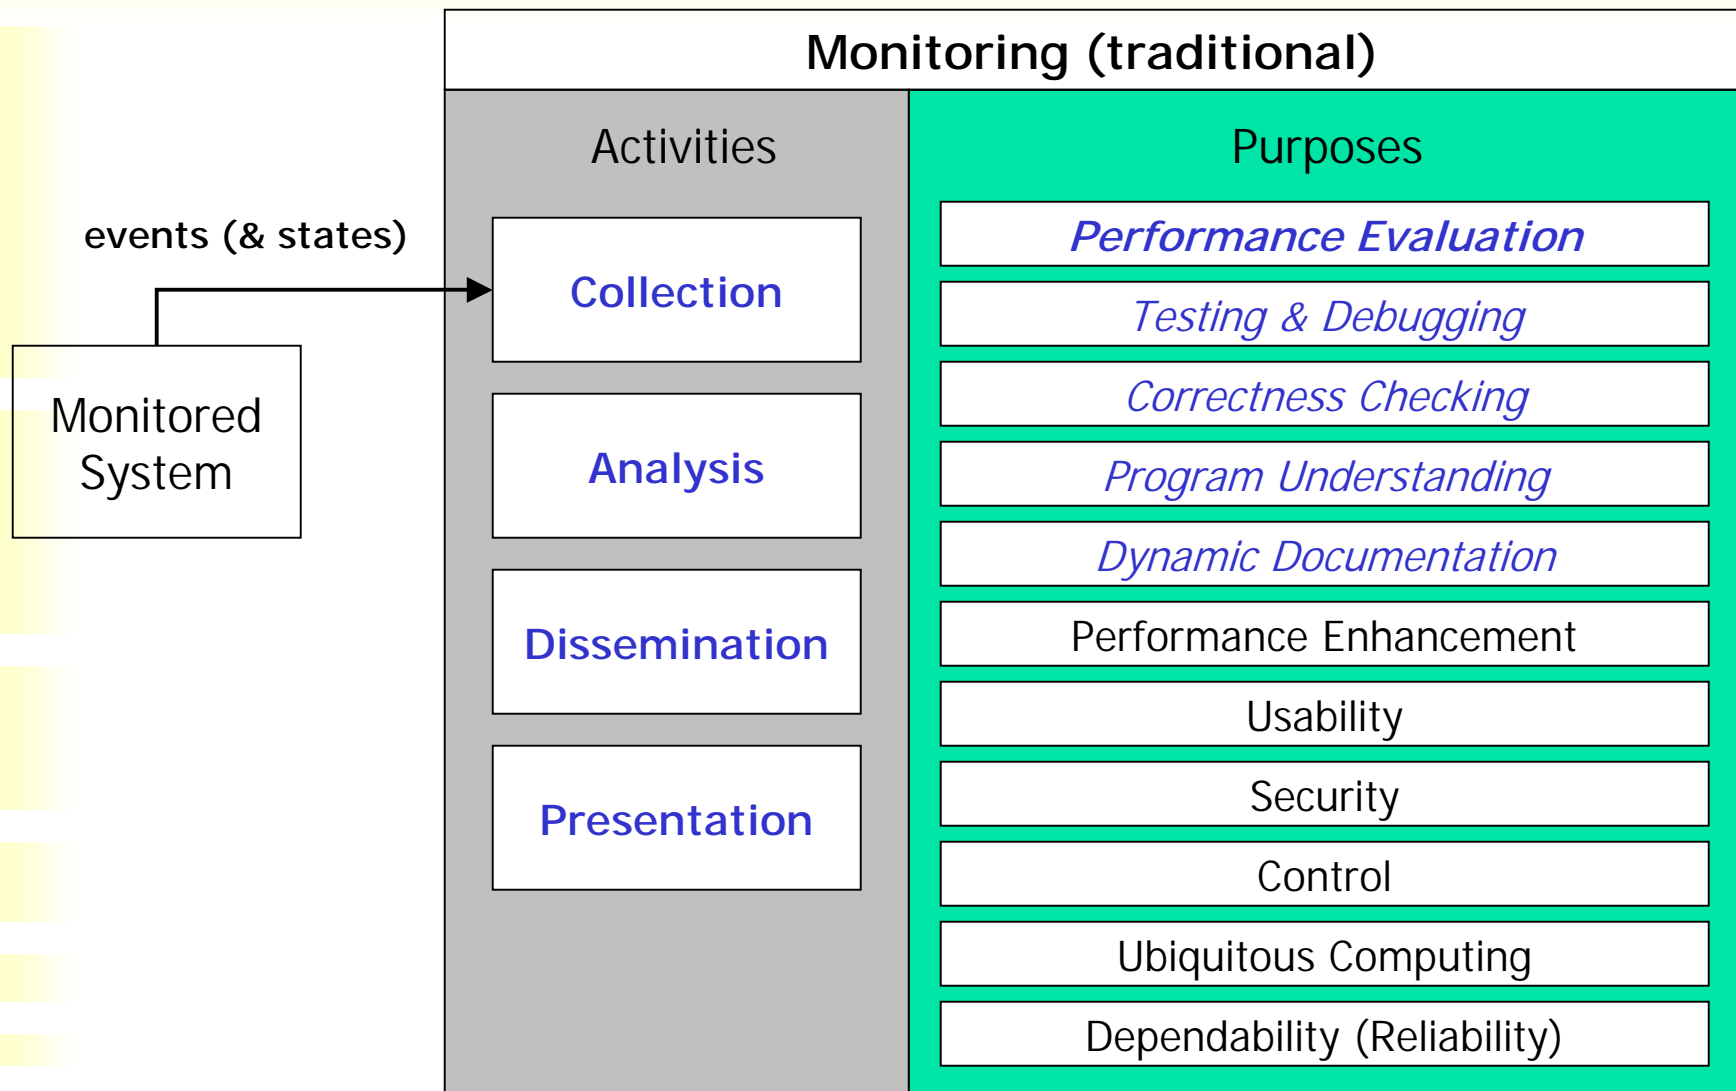 Monitoring (traditional)
events (& states)
Monitored
System
Activities
Collection
Analysis
Dissemination
Presentation
Purposes
Performance Evaluation
Testing & Debugging
Correctness Checking
Program Understanding
Dynamic Documentation
Performance Enhancement
Usability
Security
Control
Ubiquitous Computing
Dependability (Reliability)